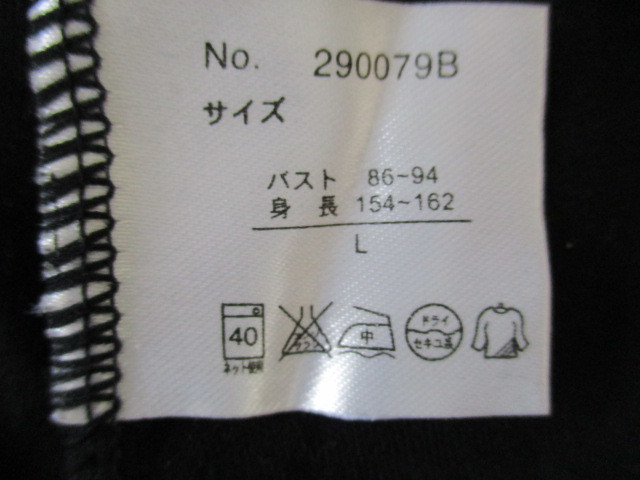 No. 290079B
サイズ
バスト 86~94
身長 154~162
L
40
ネット使用
中
ドライ
セキユ系